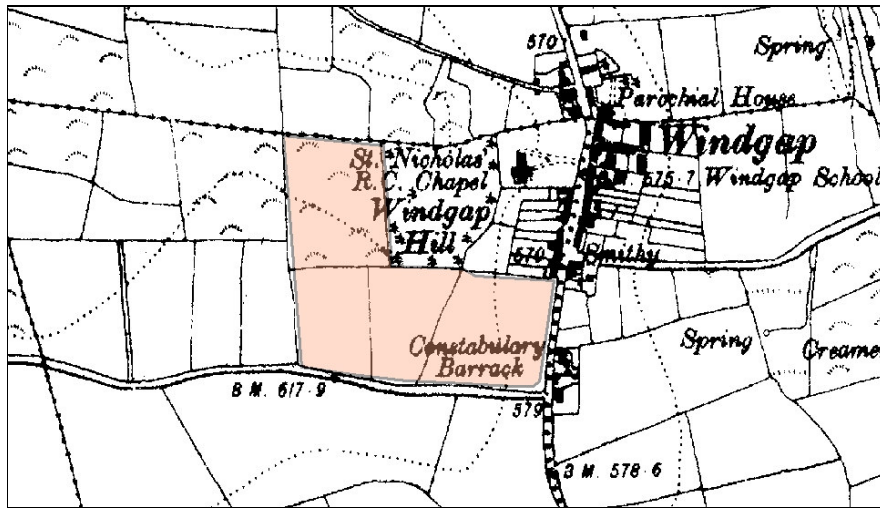 570
Spring
Parochial House
Windgap
St. Nicholas'
R.C. Chapel
575·7 Windgap School
Windgap
Hill
570
Smithy
Constabulary
Barrack
Spring
Creame
B M. 617·9
579
B M. 578·6